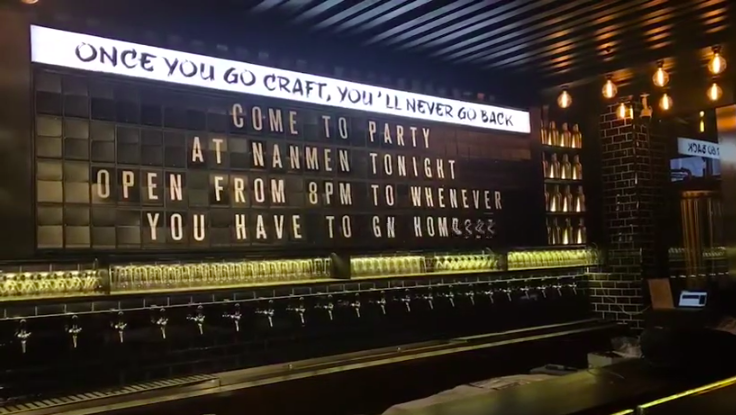 ONCE YOU GO CRAFT, YOU'LL NEVER GO BACK
COME TO PARTY
AT NANMEN TONIGHT
OPEN FROM 8PM TO WHENEVER
YOU HAVE TO GN